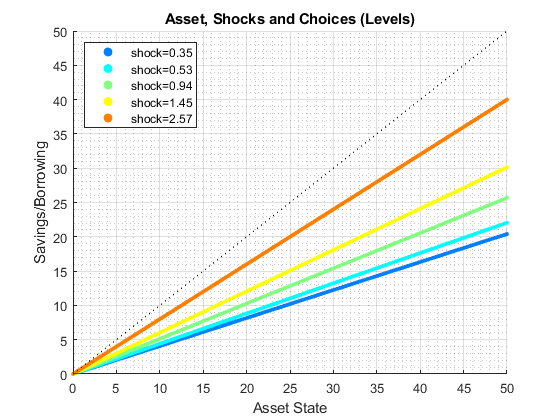 Asset, Shocks and Choices (Levels)
50
45
40
35
30
25
20
15
10
5
0
Savings/Borrowing
shock=0.35
shock=0.53
shock=0.94
shock=1.45
shock=2.57
0 5 10 15 20 25 30 35 40 45 50
Asset State